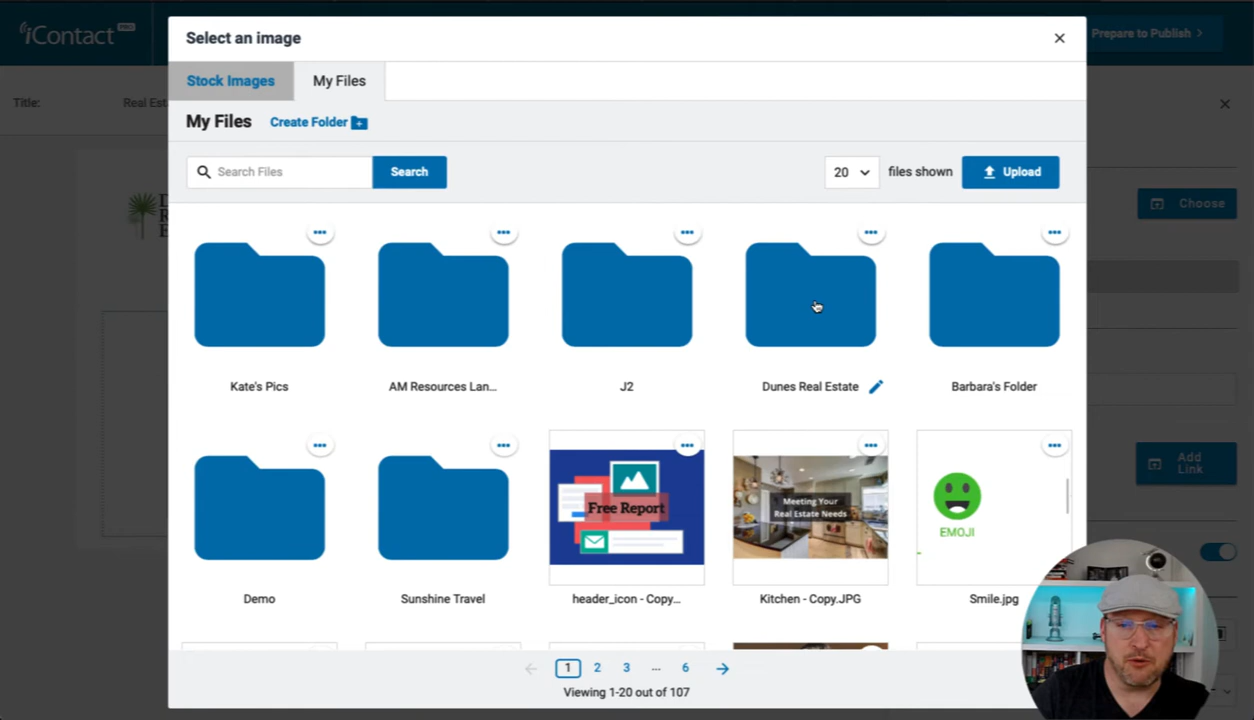 iContact PRO
Prepare to Publish
Select an image
Stock Images
My Files
Title:
Real Est
My Files
Create Folder
Choose
Search Files
Search
20
files shown
Upload
Kate's Pics
AM Resources Lan...
J2
Dunes Real Estate
Barbara's Folder
Add
Link
Free Report
Meeting Your
Real Estate Needs
EMOJI
Demo
Sunshine Travel
header_icon - Copy...
Kitchen - Copy.JPG
Smile.jpg
1
2
3
...
6
Viewing 1-20 out of 107